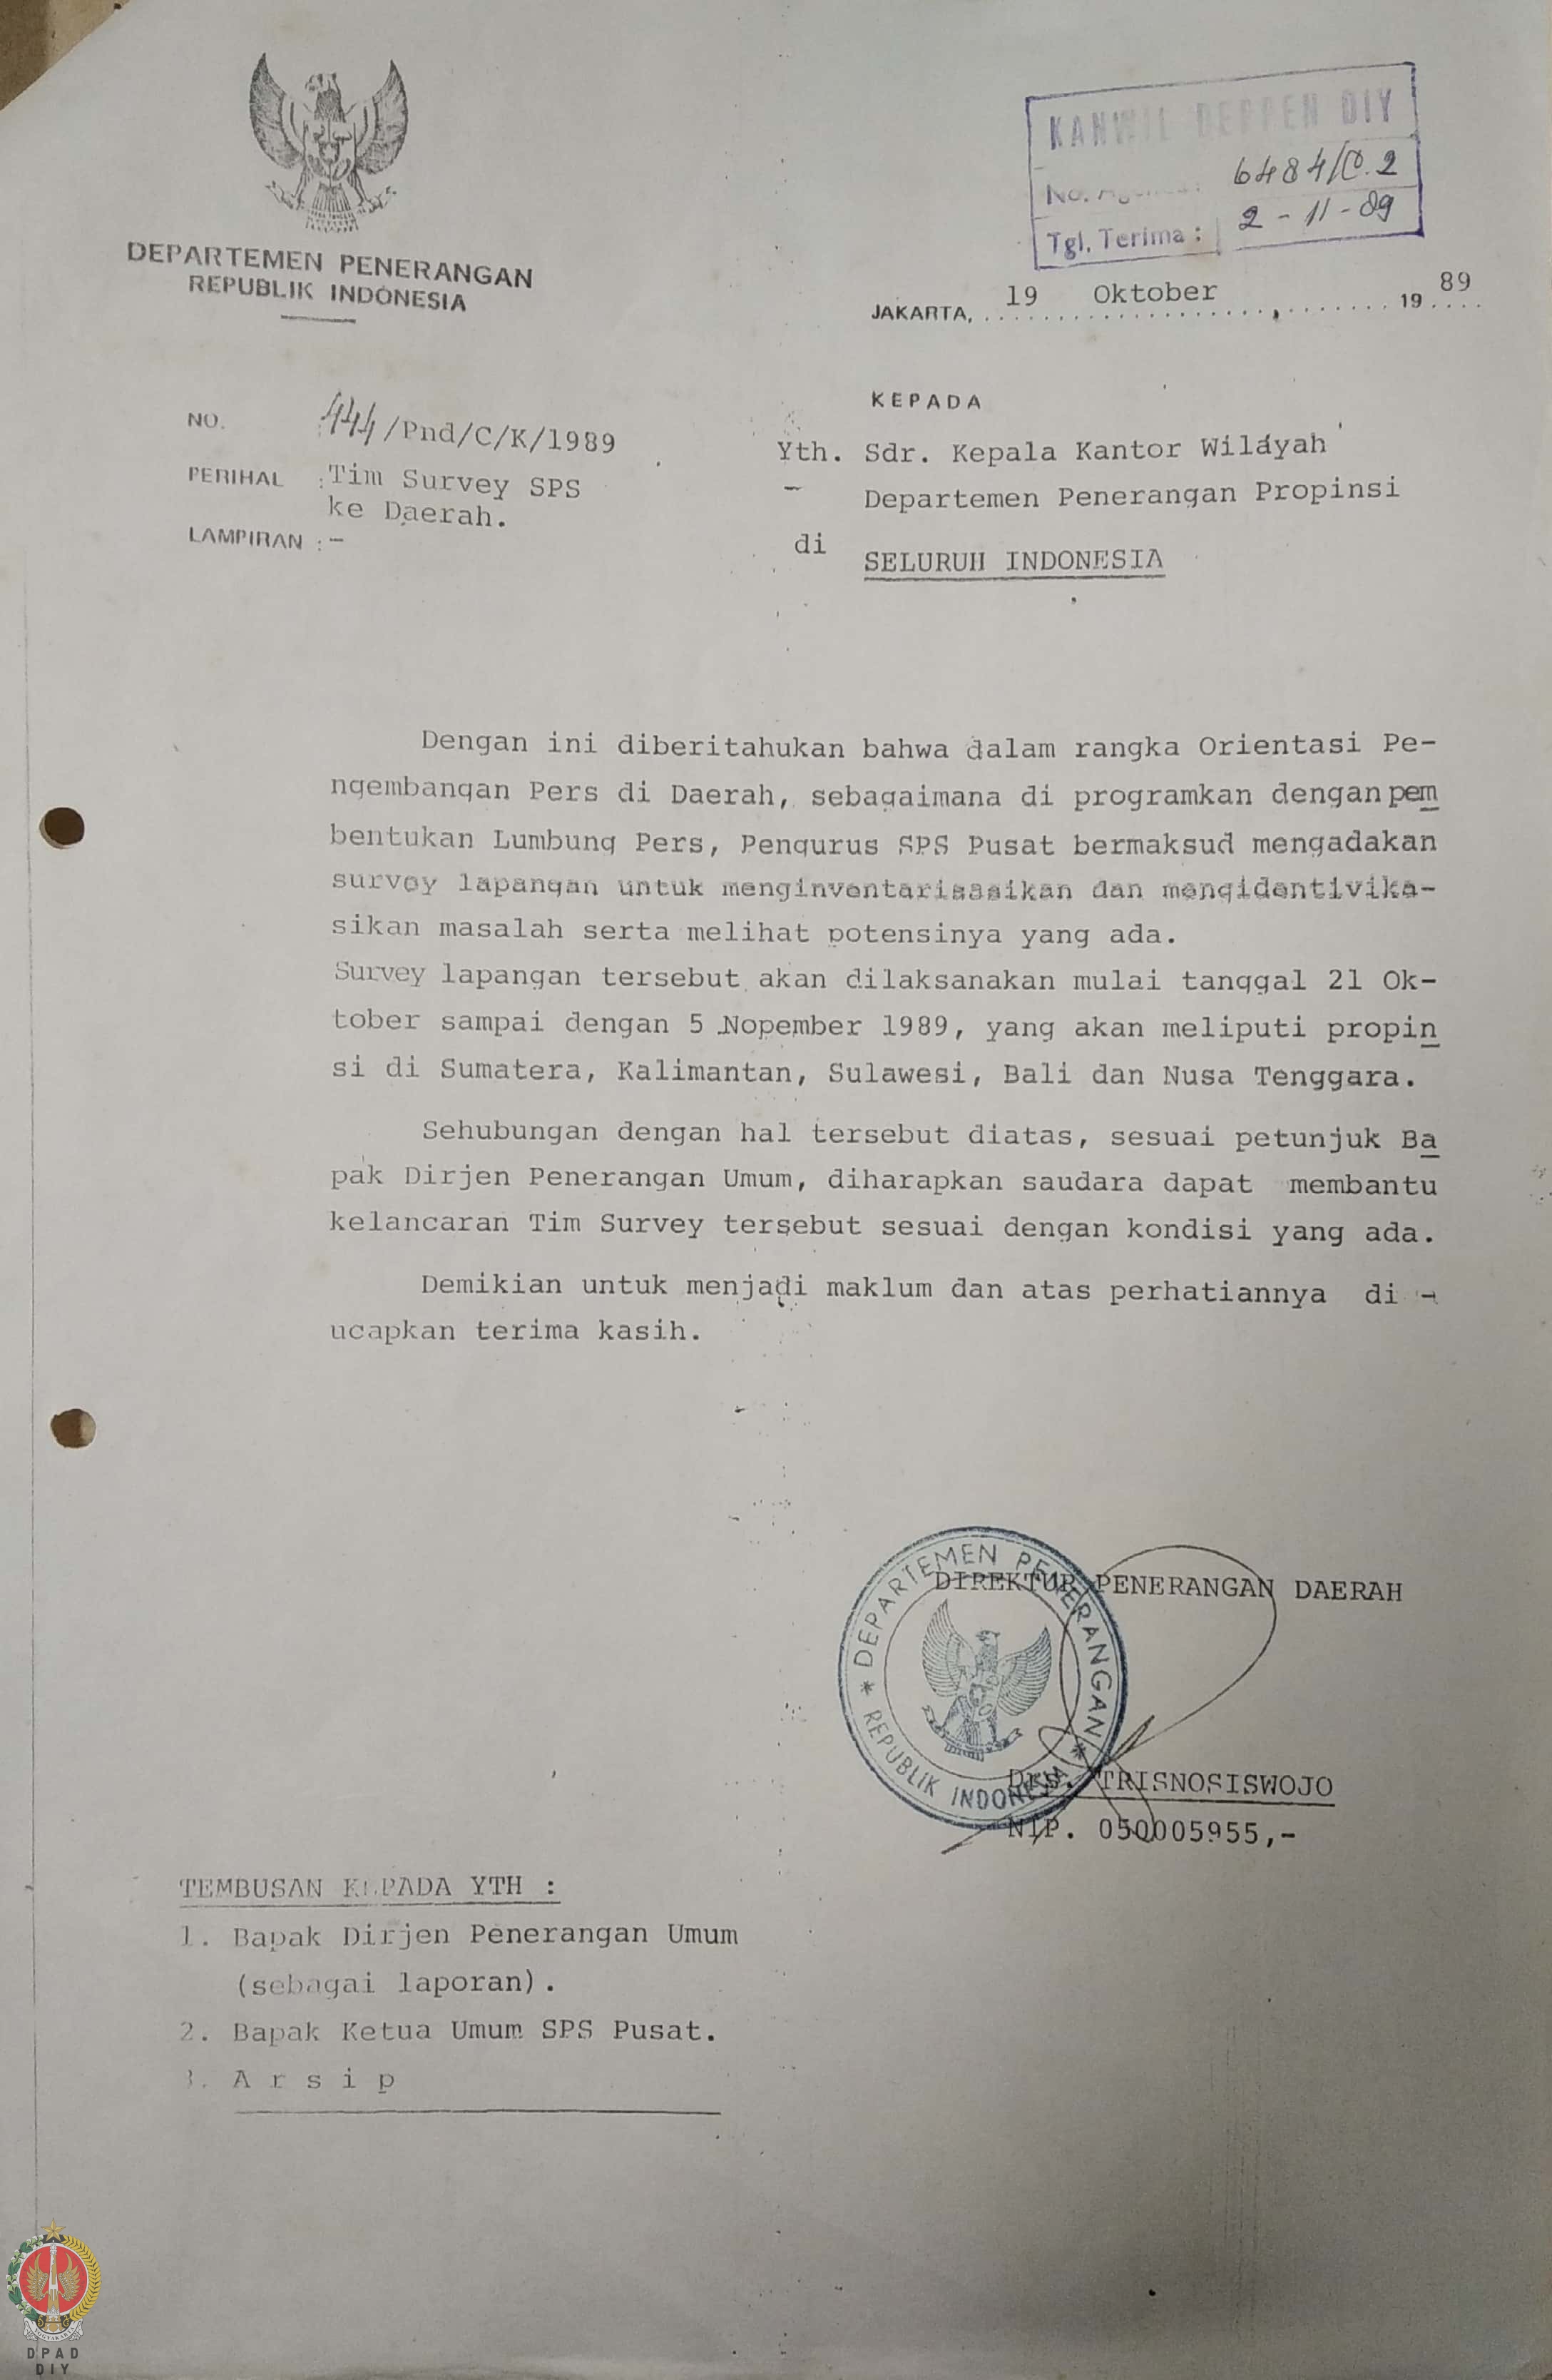 DEPARTEMEN PENERANGAN
REPUBLIK INDONESIA
KANWIL DEPPEN DIY
No. Agenda : 6484/C.2
Tgl. Terima : 2-11-89
JAKARTA, 19 Oktober 1989
NO. : 444/Pnd/C/K/1989
PERIHAL : Tim Survey SPS
ke Daerah.
LAMPIRAN : -
KEPADA
Yth. Sdr. Kepala Kantor Wilayah
- Departemen Penerangan Propinsi
di SELURUH INDONESIA
Dengan ini diberitahukan bahwa dalam rangka Orientasi Pe-
ngembangan Pers di Daerah, sebagaimana di programkan dengan pem
bentukan Lumbung Pers, Pengurus SPS Pusat bermaksud mengadakan
survey lapangan untuk menginventarisasikan dan mengidentivika-
sikan masalah serta melihat potensinya yang ada.
Survey lapangan tersebut akan dilaksanakan mulai tanggal 21 Ok-
tober sampai dengan 5 Nopember 1989, yang akan meliputi propin
si di Sumatera, Kalimantan, Sulawesi, Bali dan Nusa Tenggara.
Sehubungan dengan hal tersebut diatas, sesuai petunjuk Ba
pak Dirjen Penerangan Umum, diharapkan saudara dapat membantu
kelancaran Tim Survey tersebut sesuai dengan kondisi yang ada.
Demikian untuk menjadi maklum dan atas perhatiannya di -
ucapkan terima kasih.
DIREKTUR PENERANGAN DAERAH
* DEPARTEMEN PENERANGAN *
REPUBLIK INDONESIA
Drs. TRISNOSISWOJO
NIP. 050005955,-
TEMBUSAN KEPADA YTH :
1. Bapak Dirjen Penerangan Umum
(sebagai laporan).
2. Bapak Ketua Umum SPS Pusat.
3. A r s i p
YOGYAKARTA
DPAD
DIY